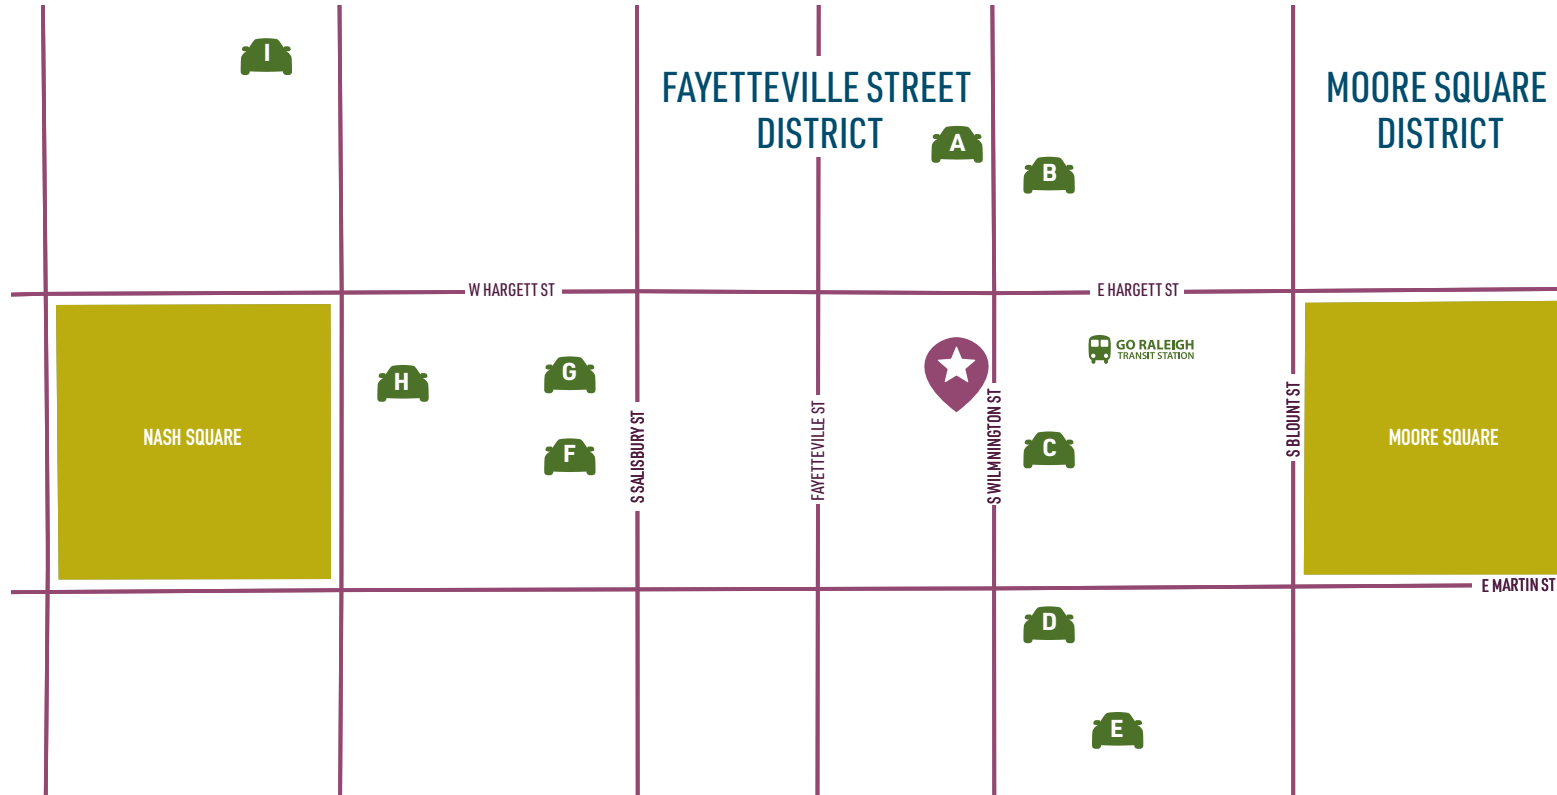 I
FAYETTEVILLE STREET
DISTRICT
MOORE SQUARE
DISTRICT
A
B
W HARGETT ST
E HARGETT ST
GO RALEIGH
TRANSIT STATION
H
G
F
NASH SQUARE
S SALISBURY ST
FAYETTEVILLE ST
S WILMNINGTON ST
C
S BLOUNT ST
MOORE SQUARE
E MARTIN ST
D
E